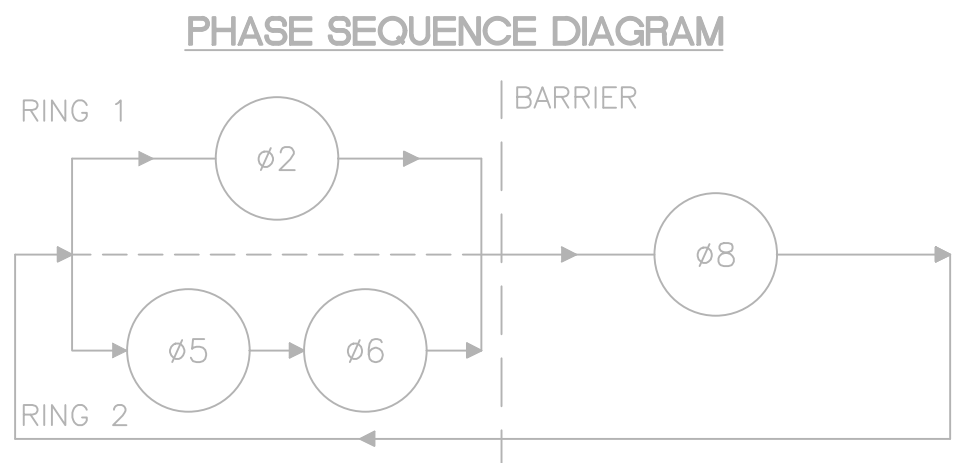 PHASE SEQUENCE DIAGRAM
RING 1
BARRIER
ø2
ø8
ø5
ø6
RING 2